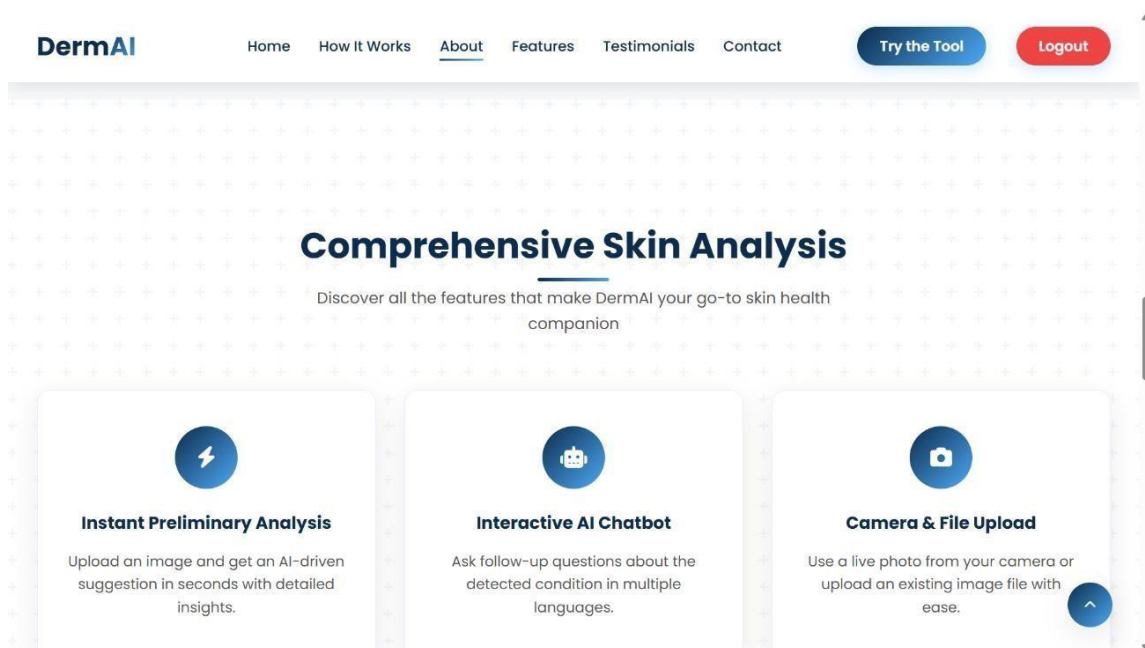 DermAI
Home How It Works About Features Testimonials Contact
Try the Tool
Logout
Comprehensive Skin Analysis
Discover all the features that make DermAI your go-to skin health
companion
Instant Preliminary Analysis
Upload an image and get an AI-driven
suggestion in seconds with detailed
insights.
Interactive AI Chatbot
Ask follow-up questions about the
detected condition in multiple
languages.
Camera & File Upload
Use a live photo from your camera or
upload an existing image file with
ease.